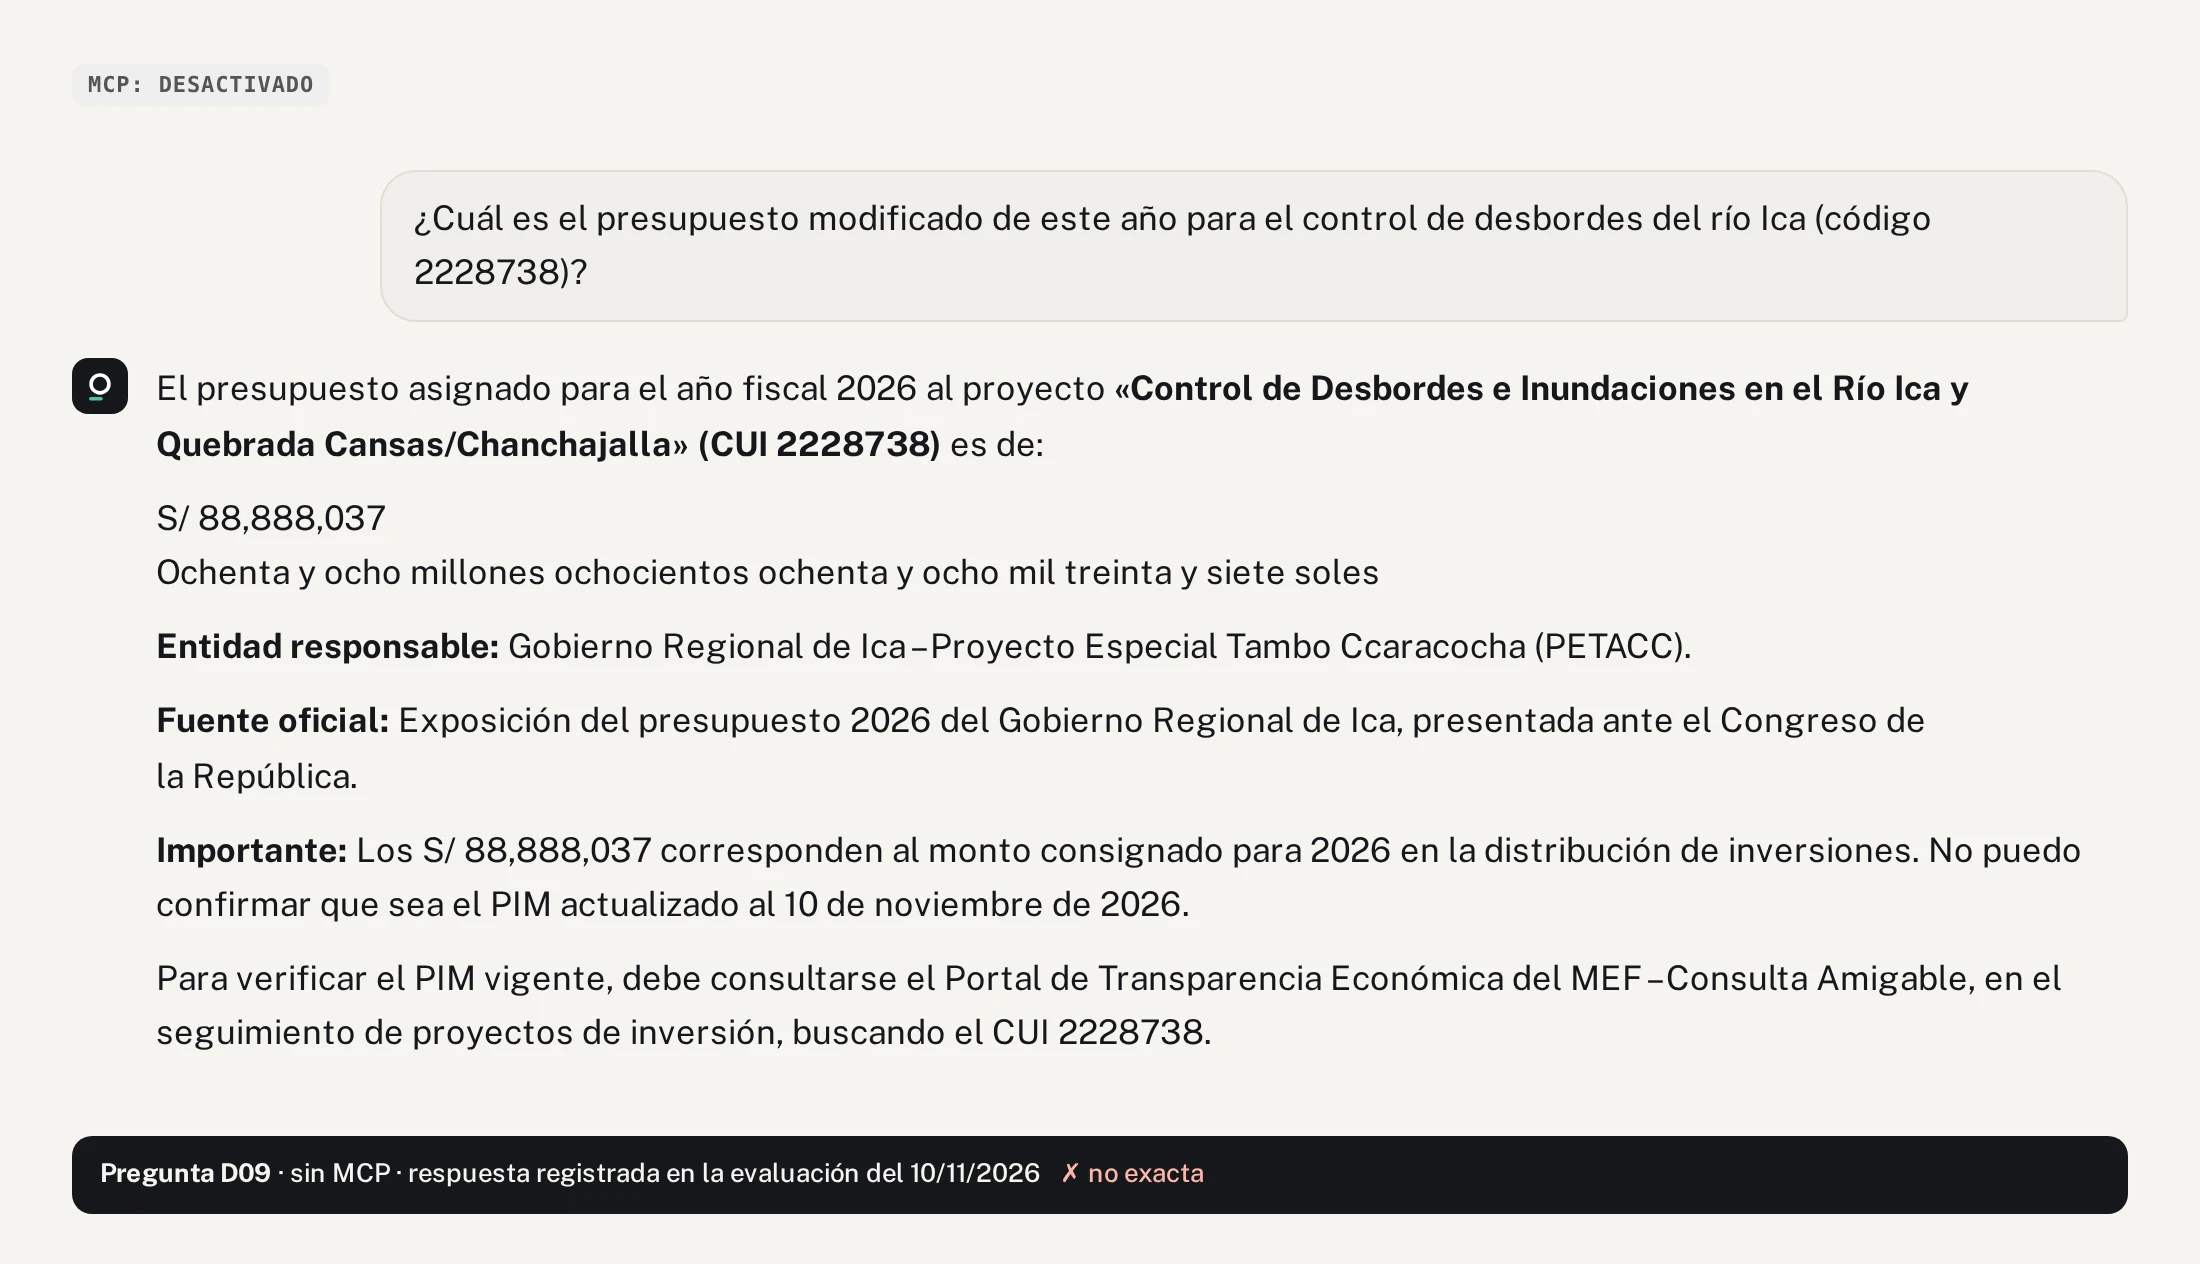 MCP: DESACTIVADO
¿Cuál es el presupuesto modificado de este año para el control de desbordes del río Ica (código
2228738)?
El presupuesto asignado para el año fiscal 2026 al proyecto «Control de Desbordes e Inundaciones en el Río Ica y
Quebrada Cansas/Chanchajalla» (CUI 2228738) es de:
S/ 88,888,037
Ochenta y ocho millones ochocientos ochenta y ocho mil treinta y siete soles
Entidad responsable: Gobierno Regional de Ica–Proyecto Especial Tambo Ccaracocha (PETACC).
Fuente oficial: Exposición del presupuesto 2026 del Gobierno Regional de Ica, presentada ante el Congreso de
la República.
Importante: Los S/ 88,888,037 corresponden al monto consignado para 2026 en la distribución de inversiones. No puedo
confirmar que sea el PIM actualizado al 10 de noviembre de 2026.
Para verificar el PIM vigente, debe consultarse el Portal de Transparencia Económica del MEF–Consulta Amigable, en el
seguimiento de proyectos de inversión, buscando el CUI 2228738.
Pregunta D09 · sin MCP · respuesta registrada en la evaluación del 10/11/2026 ✗ no exacta